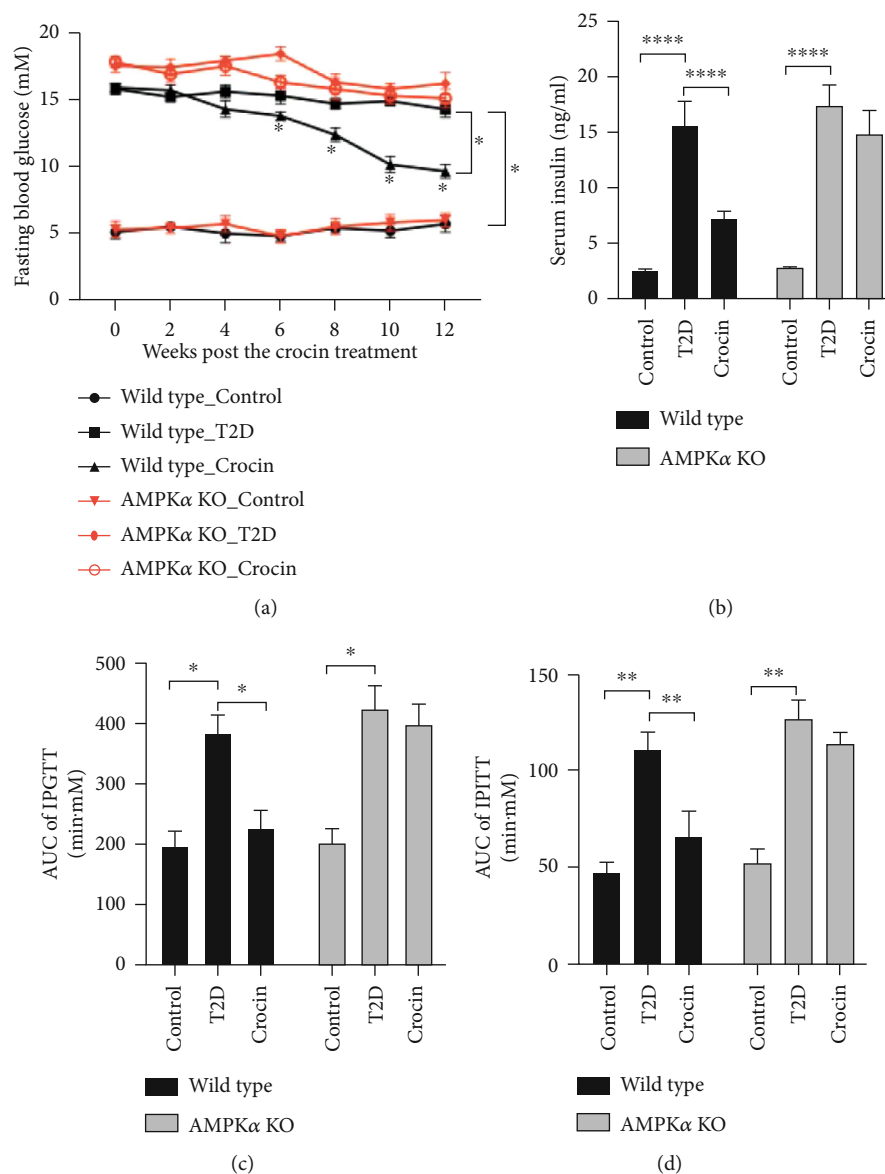 20
15
10
5
0
Fasting blood glucose (mM)
*
*
*
*
*
*
0 2 4 6 8 10 12
Weeks post the crocin treatment
Wild type_Control
Wild type_T2D
Wild type_Crocin
AMPKα KO_Control
AMPKα KO_T2D
AMPKα KO_Crocin
(a)
25
20
15
10
5
0
Serum insulin (ng/ml)
**** ****
****
Control T2D Crocin Control T2D Crocin
Wild type
AMPKα KO
(b)
500
400
300
200
100
0
AUC of IPGTT
(min·mM)
* *
*
Control T2D Crocin Control T2D Crocin
Wild type
AMPKα KO
(c)
150
100
50
0
AUC of IPITT
(min·mM)
** **
**
Control T2D Crocin Control T2D Crocin
Wild type
AMPKα KO
(d)